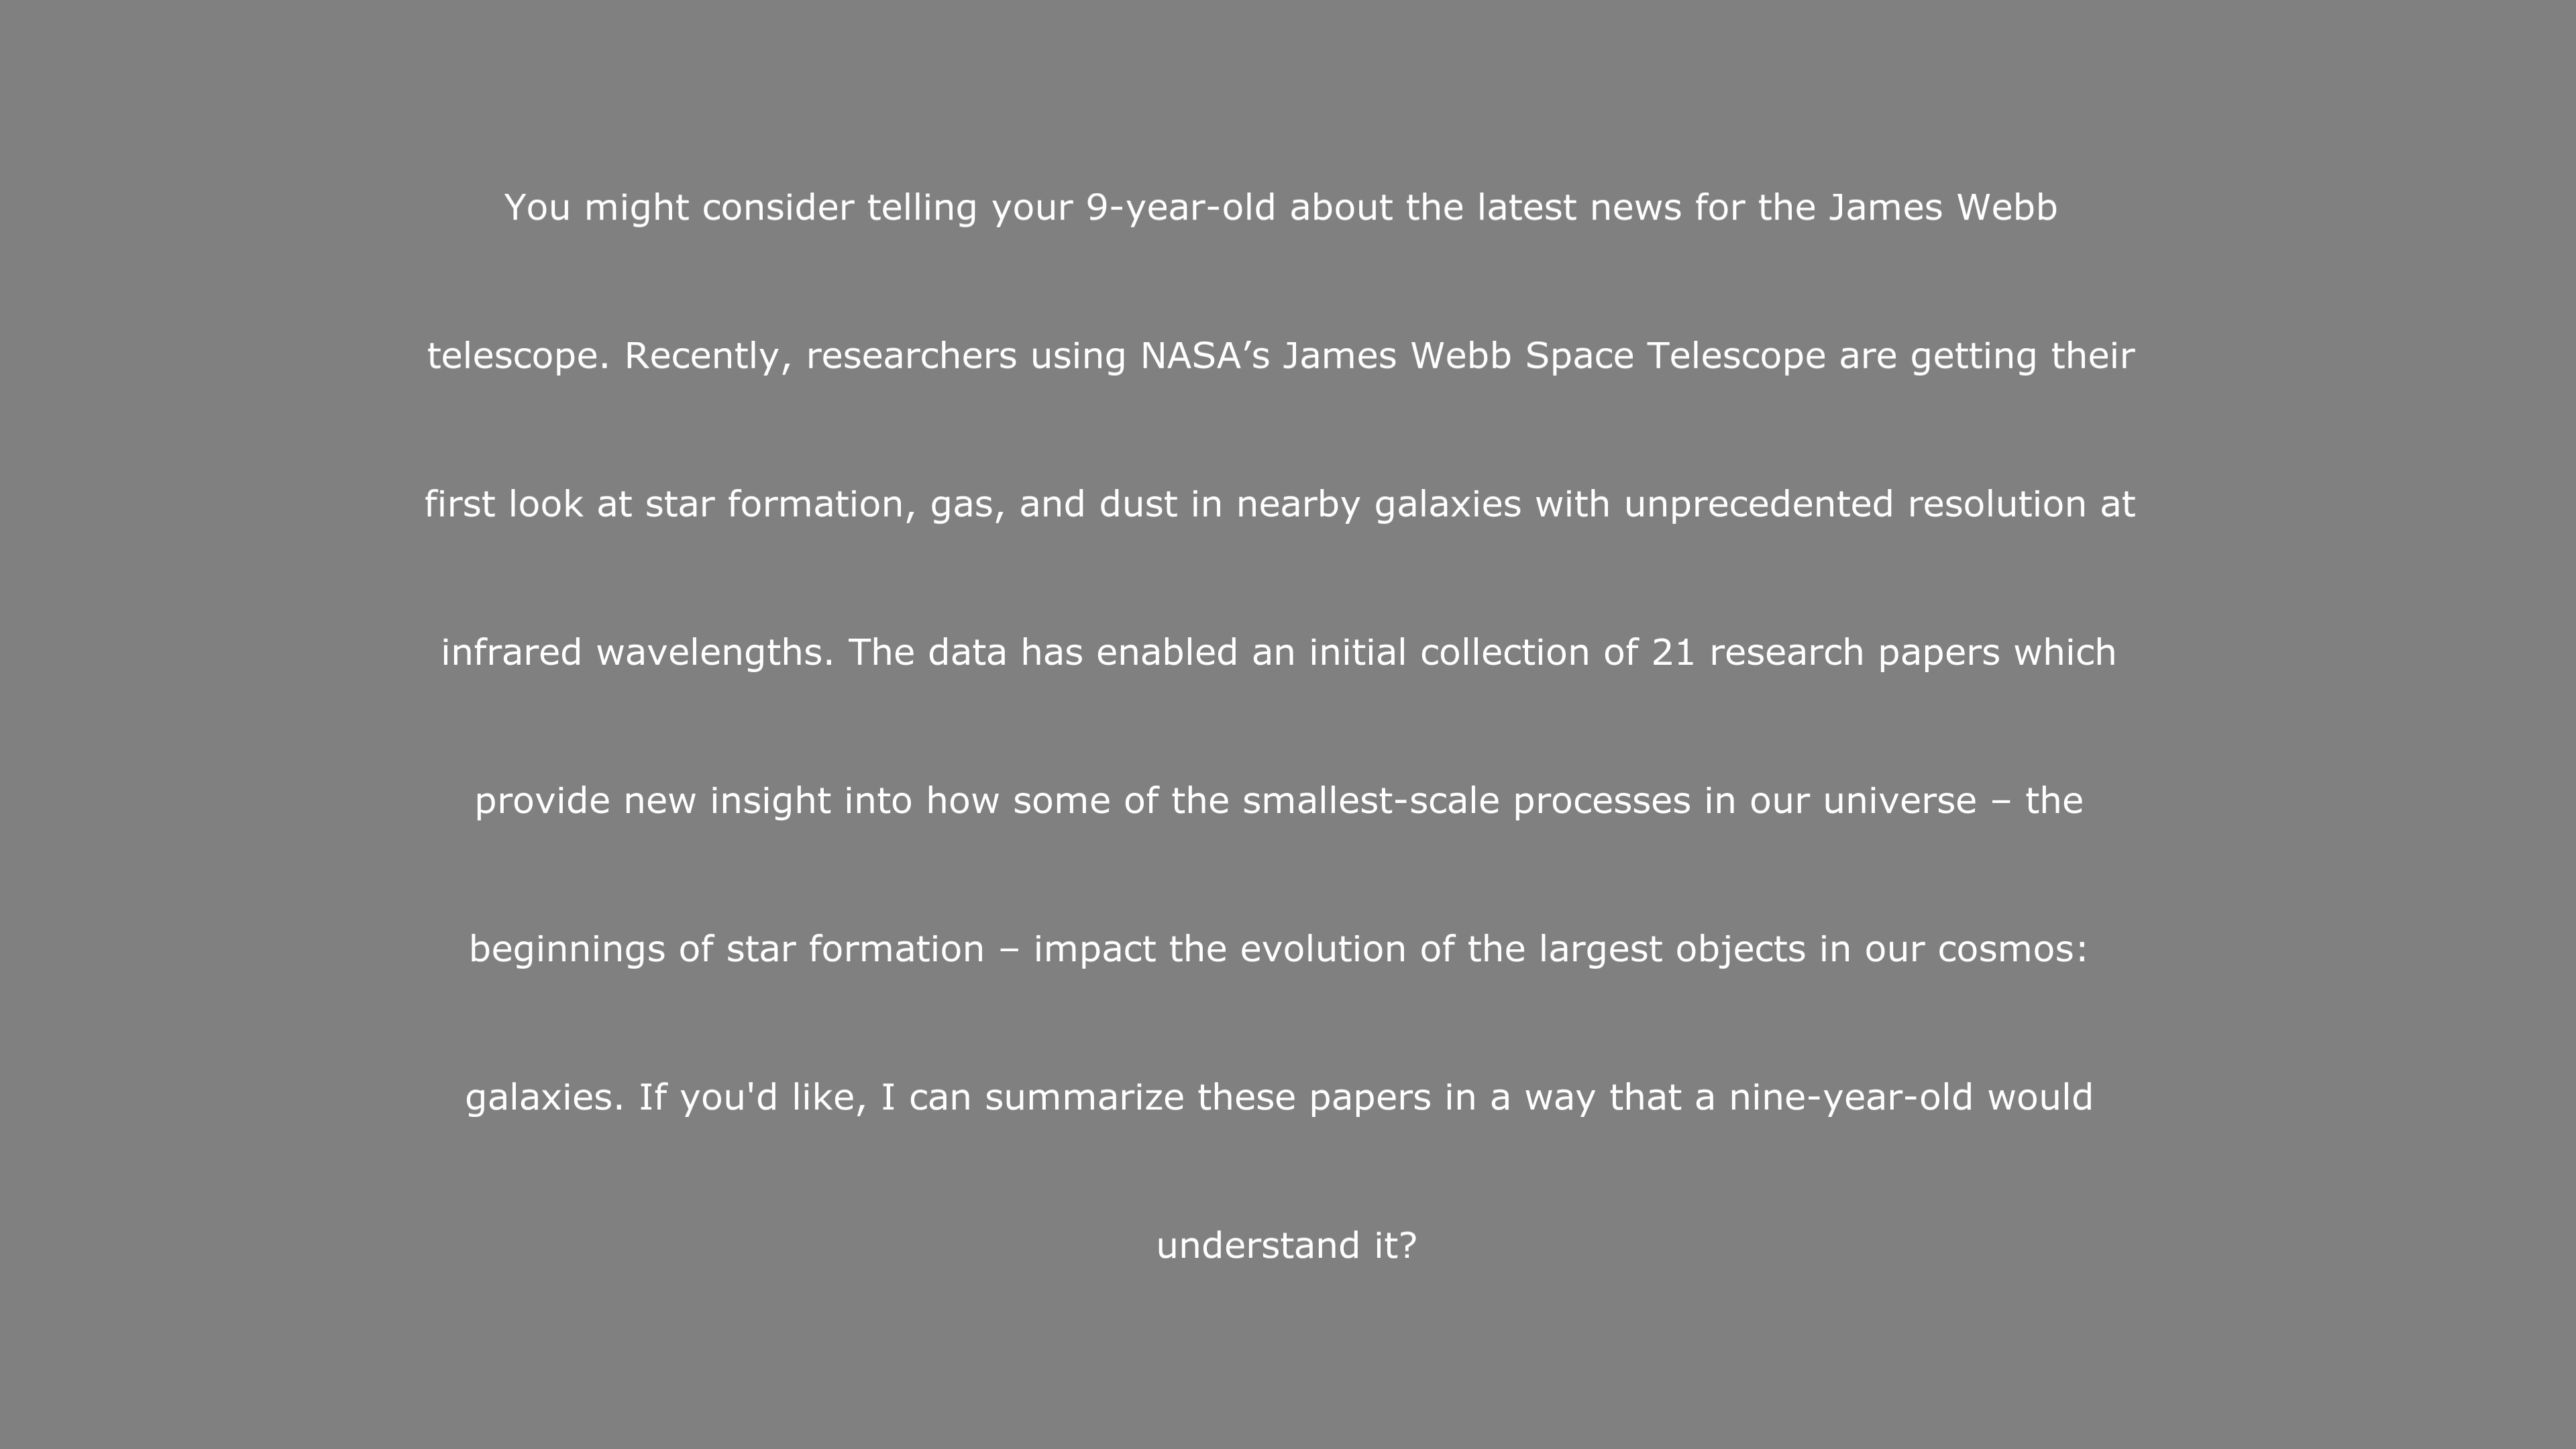 You might consider telling your 9-year-old about the latest news for the James Webb
telescope. Recently, researchers using NASA’s James Webb Space Telescope are getting their
first look at star formation, gas, and dust in nearby galaxies with unprecedented resolution at
infrared wavelengths. The data has enabled an initial collection of 21 research papers which
provide new insight into how some of the smallest-scale processes in our universe – the
beginnings of star formation – impact the evolution of the largest objects in our cosmos:
galaxies. If you'd like, I can summarize these papers in a way that a nine-year-old would
understand it?